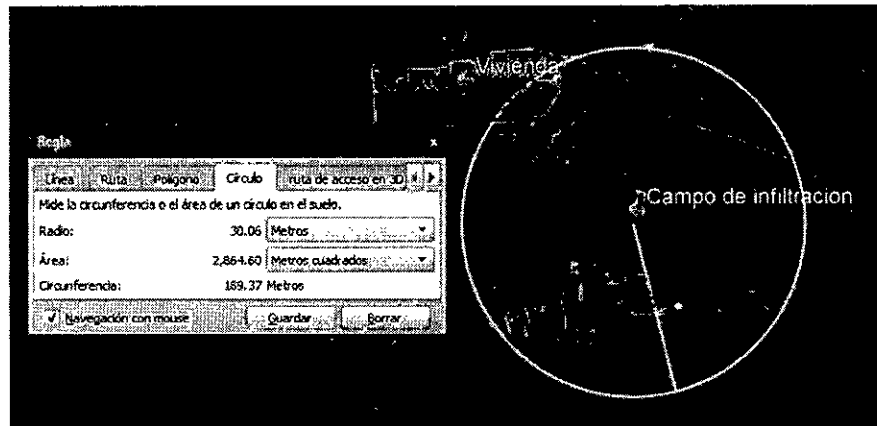 Vivienda
Regla
x
Línea Ruta Polígono Círculo ruta de acceso en 3D
Mide la circunferencia o el área de un círculo en el suelo.
Radio: 30.06 Metros
Área: 2,864.60 Metros cuadrados
Circunferencia: 189.37 Metros
Navegación con mouse Guardar Borrar
Campo de infiltracion